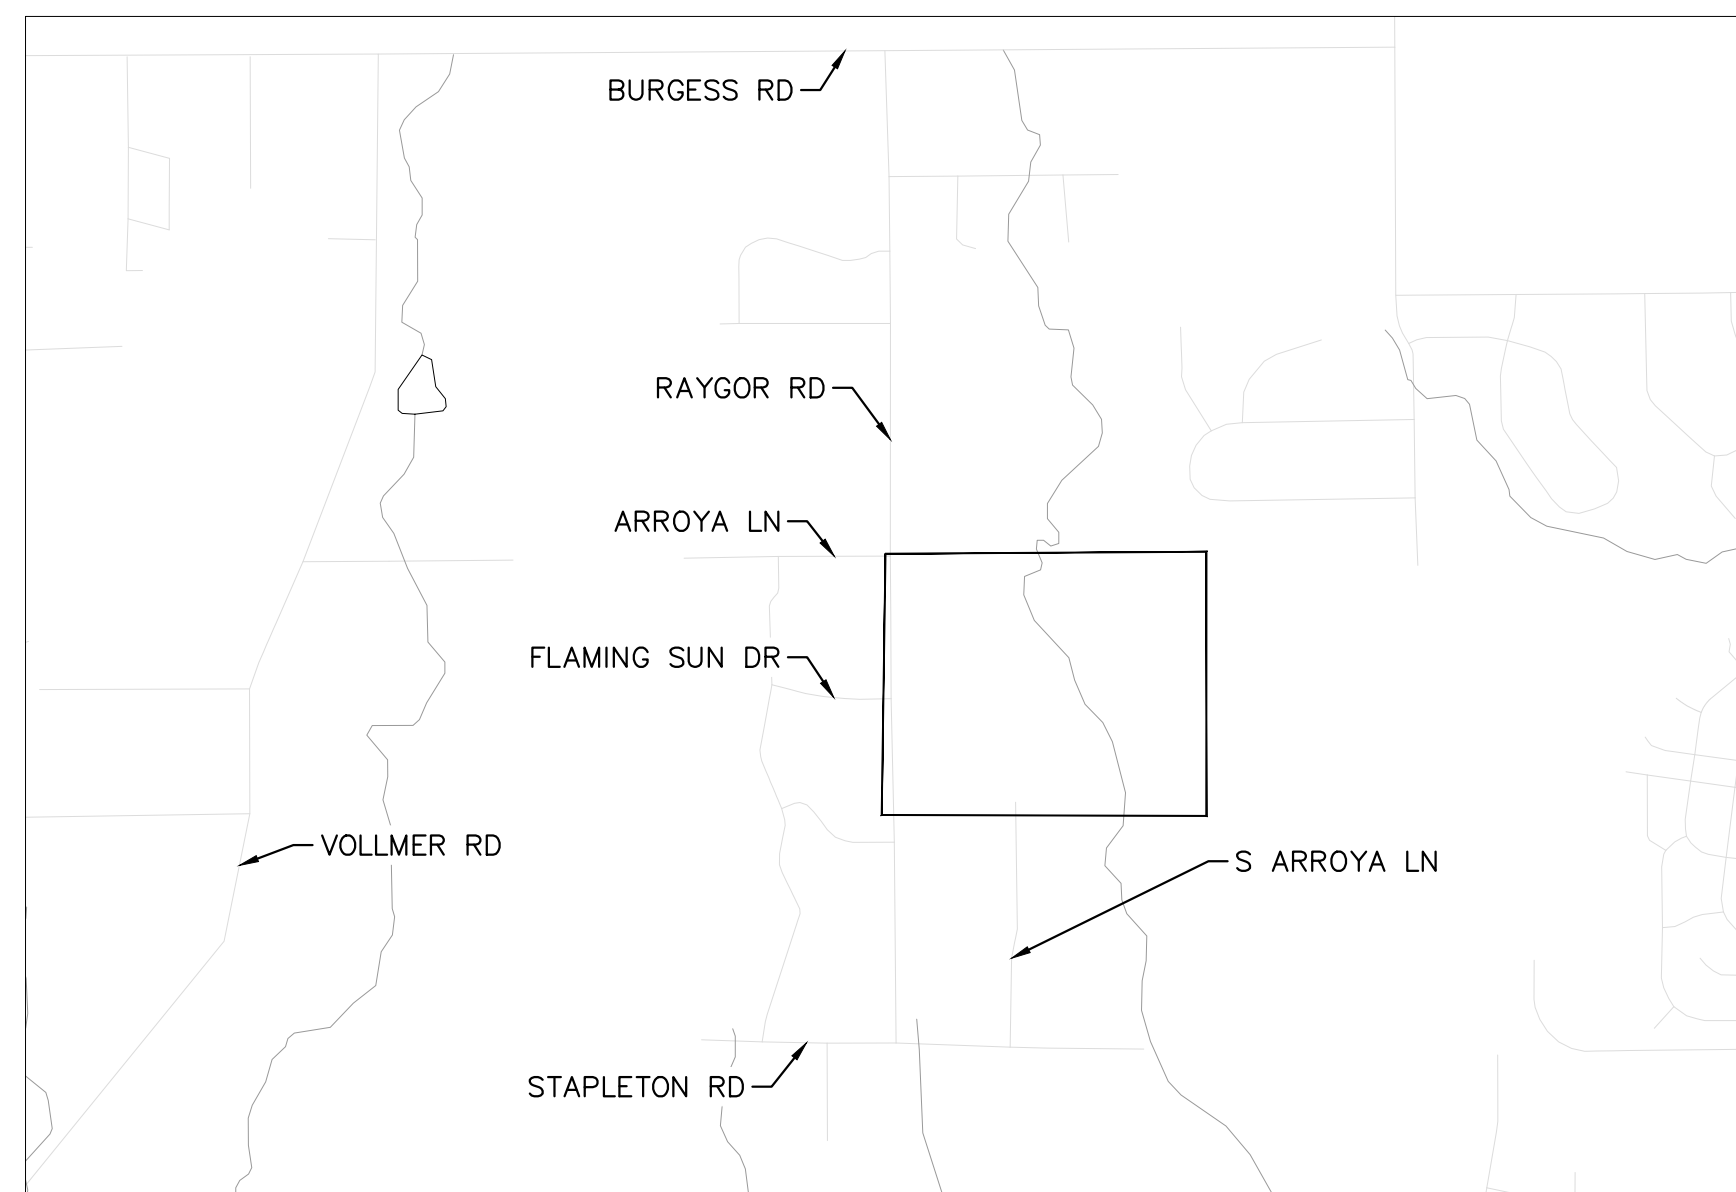 BURGESS RD
RAYGOR RD
ARROYA LN
FLAMING SUN DR
VOLLMER RD
S ARROYA LN
STAPLETON RD